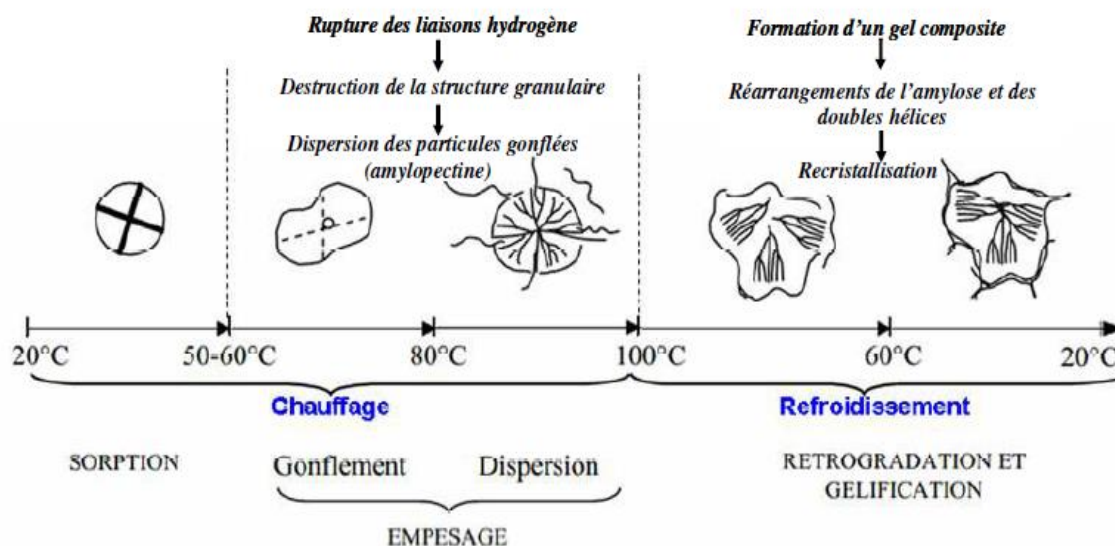 Rupture des liaisons hydrogène
Destruction de la structure granulaire
Dispersion des particules gonflées
(amylopectine)
Formation d'un gel composite
Réarrangements de l'amylose et des
doubles hélices
Recristallisation
20°C
50=60°C
80°C
100°C
60°C
20°C
Chauffage
Refroidissement
SORPTION
Gonflement
Dispersion
RETROGRADATION ET
GELIFICATION
EMPESAGE